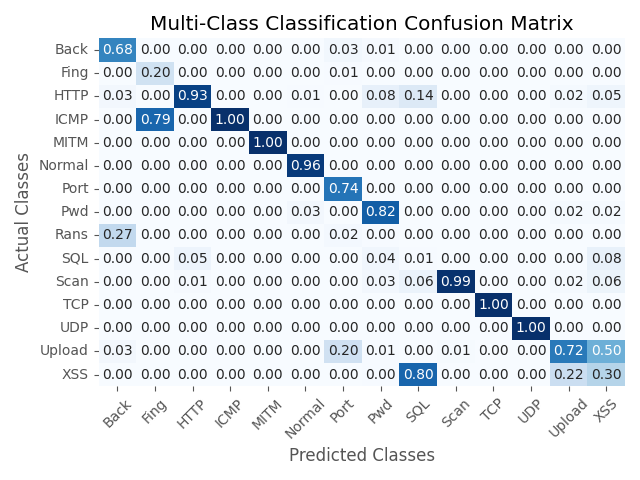 Multi-Class Classification Confusion Matrix
Actual Classes
Back 0.68 0.00 0.00 0.00 0.00 0.00 0.03 0.01 0.00 0.00 0.00 0.00 0.00 0.00
Fing 0.00 0.20 0.00 0.00 0.00 0.00 0.01 0.00 0.00 0.00 0.00 0.00 0.00 0.00
HTTP 0.03 0.00 0.93 0.00 0.00 0.01 0.00 0.08 0.14 0.00 0.00 0.00 0.02 0.05
ICMP 0.00 0.79 0.00 1.00 0.00 0.00 0.00 0.00 0.00 0.00 0.00 0.00 0.00 0.00
MITM 0.00 0.00 0.00 0.00 1.00 0.00 0.00 0.00 0.00 0.00 0.00 0.00 0.00 0.00
Normal 0.00 0.00 0.00 0.00 0.00 0.96 0.00 0.00 0.00 0.00 0.00 0.00 0.00 0.00
Port 0.00 0.00 0.00 0.00 0.00 0.00 0.74 0.00 0.00 0.00 0.00 0.00 0.00 0.00
Pwd 0.00 0.00 0.00 0.00 0.00 0.03 0.00 0.82 0.00 0.00 0.00 0.00 0.02 0.02
Rans 0.27 0.00 0.00 0.00 0.00 0.00 0.02 0.00 0.00 0.00 0.00 0.00 0.00 0.00
SQL 0.00 0.00 0.05 0.00 0.00 0.00 0.00 0.04 0.01 0.00 0.00 0.00 0.00 0.08
Scan 0.00 0.00 0.01 0.00 0.00 0.00 0.00 0.03 0.06 0.99 0.00 0.00 0.02 0.06
TCP 0.00 0.00 0.00 0.00 0.00 0.00 0.00 0.00 0.00 0.00 1.00 0.00 0.00 0.00
UDP 0.00 0.00 0.00 0.00 0.00 0.00 0.00 0.00 0.00 0.00 0.00 1.00 0.00 0.00
Upload 0.03 0.00 0.00 0.00 0.00 0.00 0.20 0.01 0.00 0.01 0.00 0.00 0.72 0.50
XSS 0.00 0.00 0.00 0.00 0.00 0.00 0.00 0.00 0.80 0.00 0.00 0.00 0.22 0.30
Back Fing HTTP ICMP MITM Normal Port Pwd SQL Scan TCP UDP Upload XSS
Predicted Classes